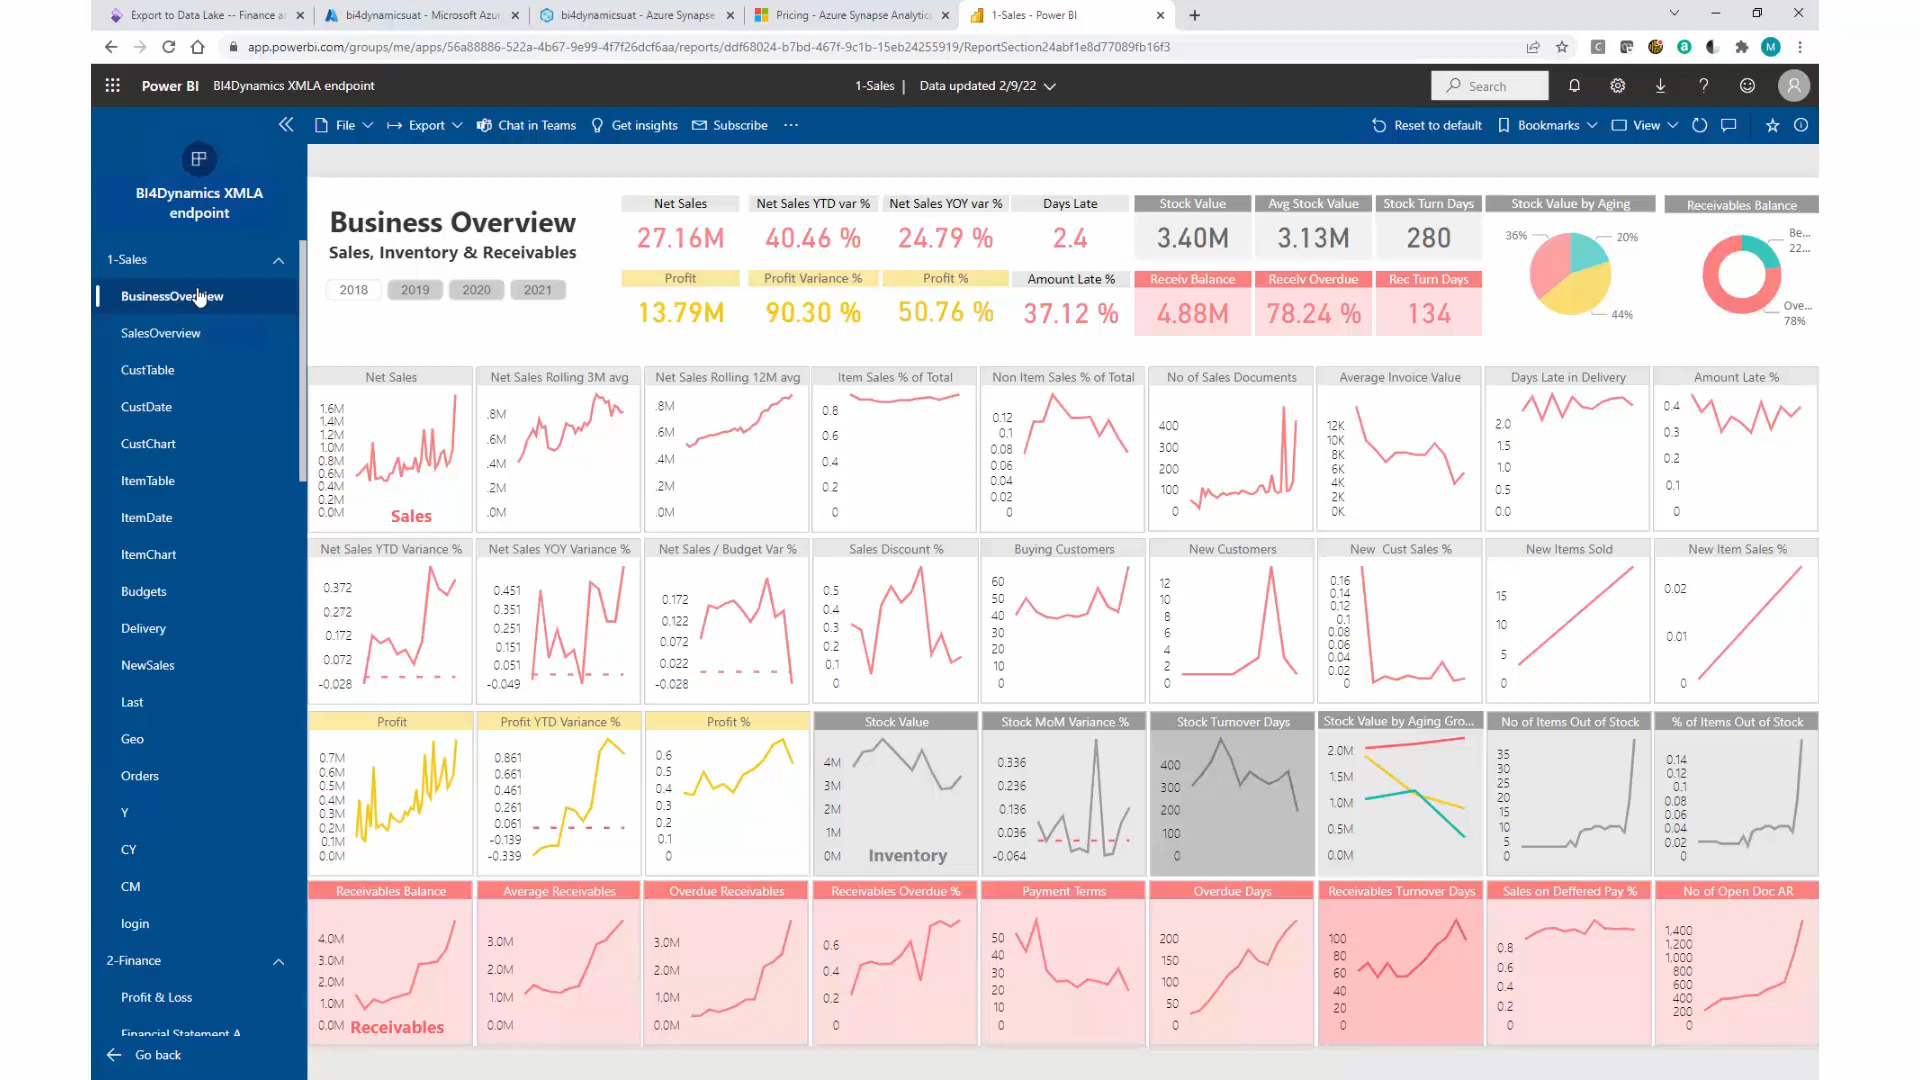 Export to Data Lake -- Finance a
bi4dynamicsuat - Microsoft Azu
bi4dynamicsuat - Azure Synapse
Pricing - Azure Synapse Analytic
1-Sales - Power BI
app.powerbi.com/groups/me/apps/56a88886-522a-4b67-9e99-4f7f26dcf6aa/reports/ddf68024-b7bd-467f-9c1b-15eb24255919/ReportSection24abf1e8d77089fb16f3
Power BI BI4Dynamics XMLA endpoint
1-Sales | Data updated 2/9/22
Search
File Export Chat in Teams Get insights Subscribe ...
Reset to default Bookmarks View
BI4Dynamics XMLA
endpoint
1-Sales
BusinessOverview
SalesOverview
CustTable
CustDate
CustChart
ItemTable
ItemDate
ItemChart
Budgets
Delivery
NewSales
Last
Geo
Orders
Y
CY
CM
login
2-Finance
Profit & Loss
Financial Statement A
Go back
Business Overview
Sales, Inventory & Receivables
2018 2019 2020 2021
Net Sales Net Sales YTD var % Net Sales YOY var % Days Late Stock Value Avg Stock Value Stock Turn Days Stock Value by Aging Receivables Balance
27.16M 40.46 % 24.79 % 2.4 3.40M 3.13M 280
36% 20% 44%
Be...
22...
Ove...
78%
Profit Profit Variance % Profit % Amount Late % Receiv Balance Receiv Overdue Rec Turn Days
13.79M 90.30 % 50.76 % 37.12 % 4.88M 78.24 % 134
Net Sales
1.6M
1.4M
1.2M
1.0M
0.8M
0.6M
0.4M
0.2M
0.0M
Sales
Net Sales Rolling 3M avg
.8M
.6M
.4M
.2M
.0M
Net Sales Rolling 12M avg
.8M
.6M
.4M
.2M
.0M
Item Sales % of Total
0.8
0.6
0.4
0.2
0
Non Item Sales % of Total
0.12
0.1
0.08
0.06
0.04
0.02
0
No of Sales Documents
400
300
200
100
0
Average Invoice Value
12K
10K
8K
6K
4K
2K
0K
Days Late in Delivery
2.0
1.5
1.0
0.5
0.0
Amount Late %
0.4
0.3
0.2
0.1
0
Net Sales YTD Variance %
0.372
0.272
0.172
0.072
-0.028
Net Sales YOY Variance %
0.451
0.351
0.251
0.151
0.051
-0.049
Net Sales / Budget Var %
0.172
0.122
0.072
0.022
-0.028
Sales Discount %
0.5
0.4
0.3
0.2
0.1
0
Buying Customers
60
50
40
30
20
10
0
New Customers
12
10
8
6
4
2
0
New Cust Sales %
0.16
0.14
0.12
0.1
0.08
0.06
0.04
0.02
0
New Items Sold
15
10
5
0
New Item Sales %
0.02
0.01
0
Profit
0.7M
0.6M
0.5M
0.4M
0.3M
0.2M
0.1M
0.0M
Profit YTD Variance %
0.861
0.661
0.461
0.261
0.061
-0.139
-0.339
Profit %
0.6
0.5
0.4
0.3
0.2
0.1
0
Stock Value
4M
3M
2M
1M
0M
Inventory
Stock MoM Variance %
0.336
0.236
0.136
0.036
-0.064
Stock Turnover Days
400
300
200
100
0
Stock Value by Aging Gro...
2.0M
1.5M
1.0M
0.5M
0.0M
No of Items Out of Stock
35
30
25
20
15
10
5
0
% of Items Out of Stock
0.14
0.12
0.1
0.08
0.06
0.04
0.02
0
Receivables Balance
4.0M
3.0M
2.0M
1.0M
0.0M
Receivables
Average Receivables
3.0M
2.0M
1.0M
0.0M
Overdue Receivables
3.0M
2.0M
1.0M
0.0M
Receivables Overdue %
0.6
0.4
0.2
0
Payment Terms
50
40
30
20
10
0
Overdue Days
200
150
100
50
0
Receivables Turnover Days
100
80
60
40
20
0
Sales on Deffered Pay %
0.8
0.6
0.4
0.2
0
No of Open Doc AR
1,400
1,200
1,000
800
600
400
200
0